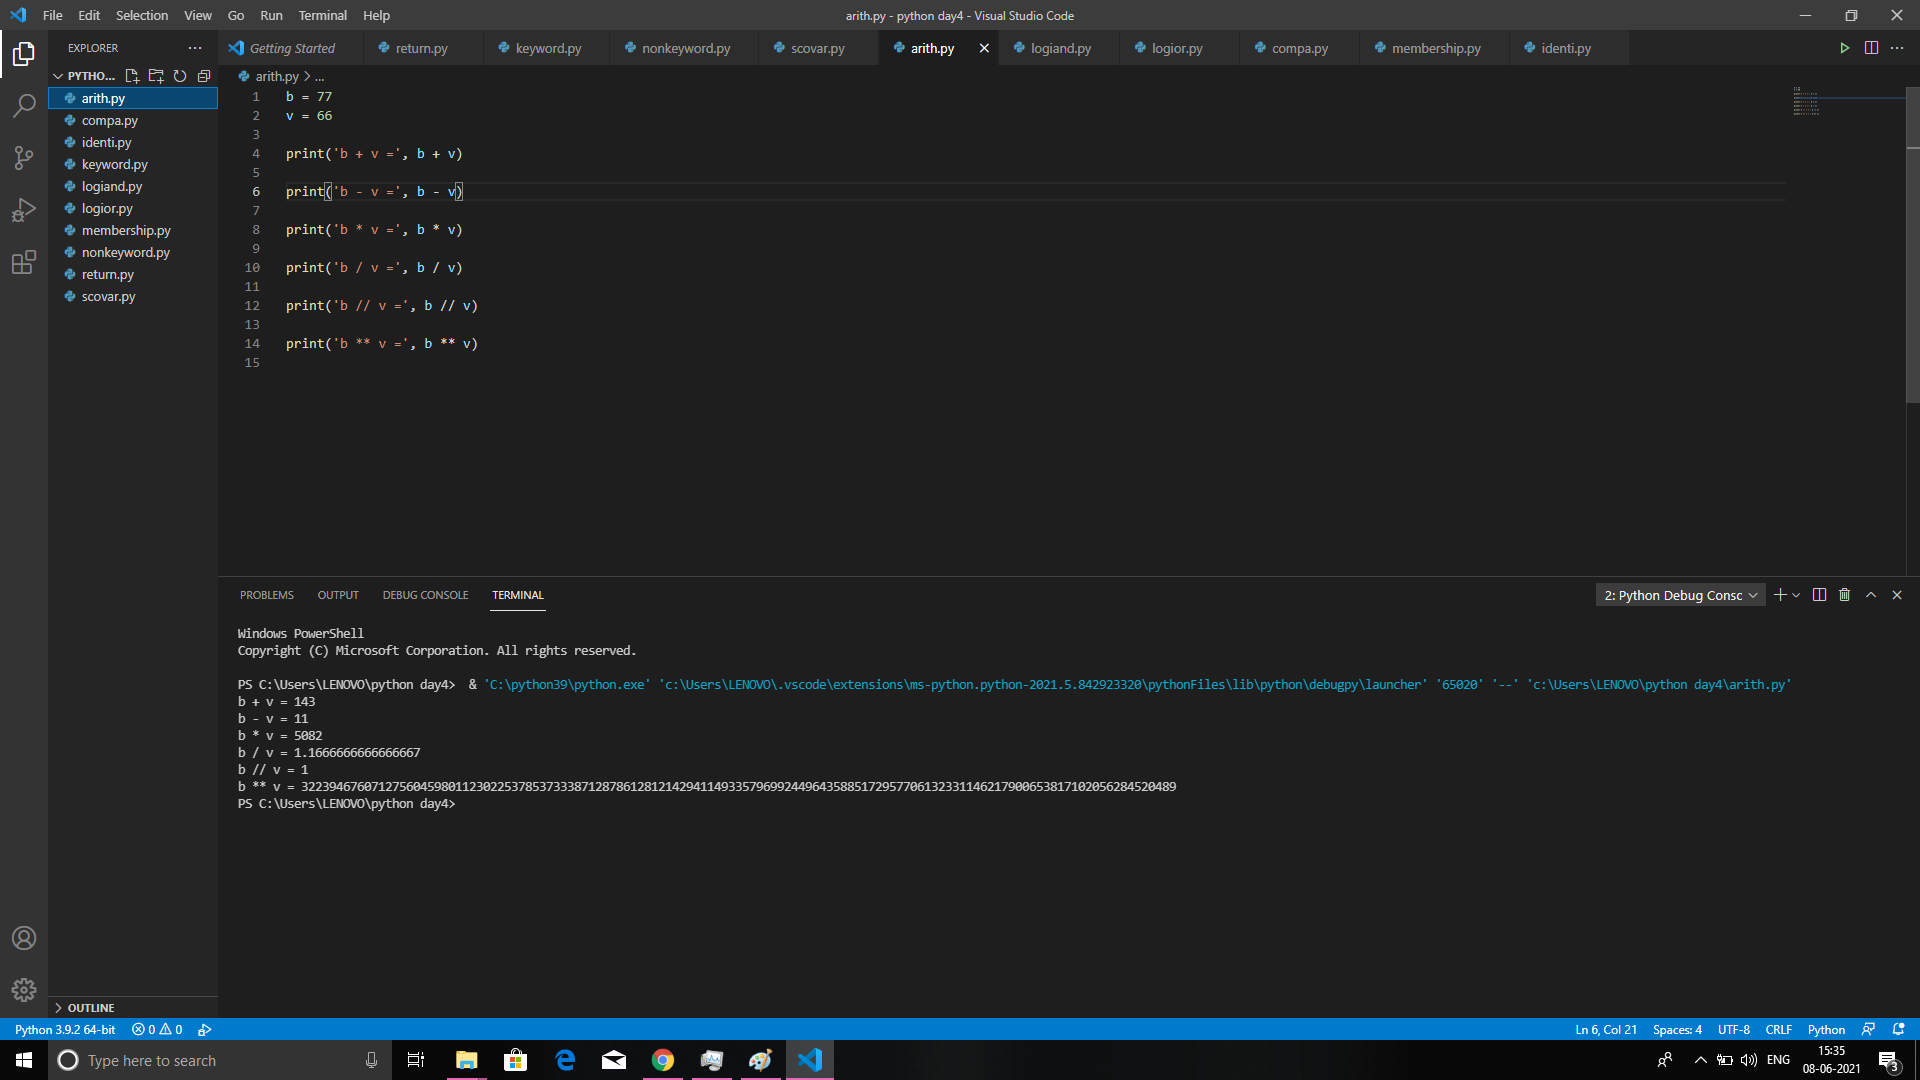 File Edit Selection View Go Run Terminal Help
arith.py - python day4 - Visual Studio Code
EXPLORER
Getting Started return.py keyword.py nonkeyword.py scovar.py arith.py logiand.py logior.py compa.py membership.py identi.py
PYTHO...
arith.py
compa.py
identi.py
keyword.py
logiand.py
logior.py
membership.py
nonkeyword.py
return.py
scovar.py
OUTLINE
arith.py > ...
1 b = 77
2 v = 66
3
4 print('b + v =', b + v)
5
6 print('b - v =', b - v)
7
8 print('b * v =', b * v)
9
10 print('b / v =', b / v)
11
12 print('b // v =', b // v)
13
14 print('b ** v =', b ** v)
15
PROBLEMS OUTPUT DEBUG CONSOLE TERMINAL
2: Python Debug Consc
Windows PowerShell
Copyright (C) Microsoft Corporation. All rights reserved.
PS C:\Users\LENOVO\python day4> & 'C:\python39\python.exe' 'c:\Users\LENOVO\.vscode\extensions\ms-python.python-2021.5.842923320\pythonFiles\lib\python\debugpy\launcher' '65020' '--' 'c:\Users\LENOVO\python day4\arith.py'
b + v = 143
b - v = 11
b * v = 5082
b / v = 1.1666666666666667
b // v = 1
b ** v = 32239467607127560459801123022537853733387128786128121429411493357969924496435885172957706132331146217900653817102056284520489
PS C:\Users\LENOVO\python day4>
Python 3.9.2 64-bit 0 0
Ln 6, Col 21 Spaces: 4 UTF-8 CRLF Python
Type here to search
ENG
15:35
08-06-2021
3